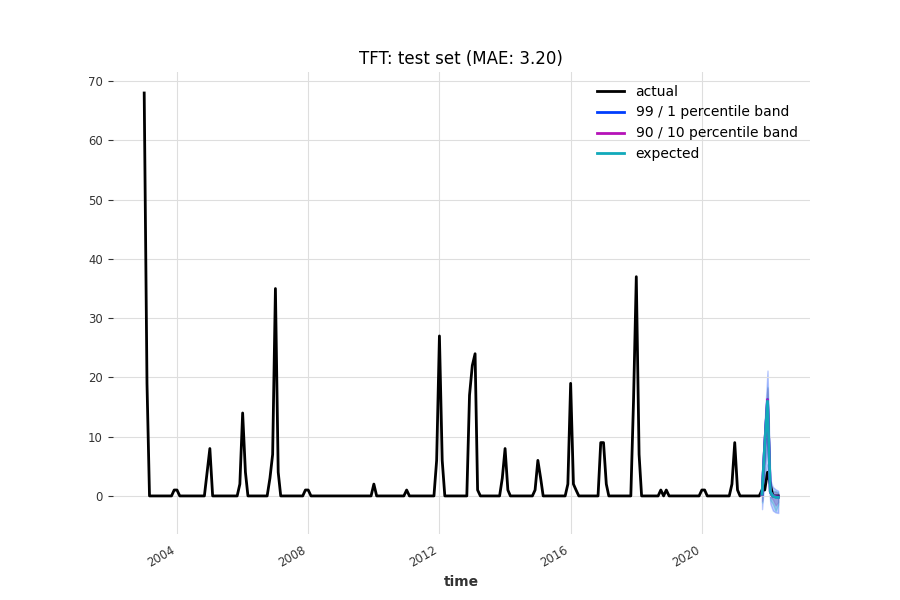 TFT: test set (MAE: 3.20)
70
60
50
40
30
20
10
0
actual
99 / 1 percentile band
90 / 10 percentile band
expected
2004
2008
2012
2016
2020
time